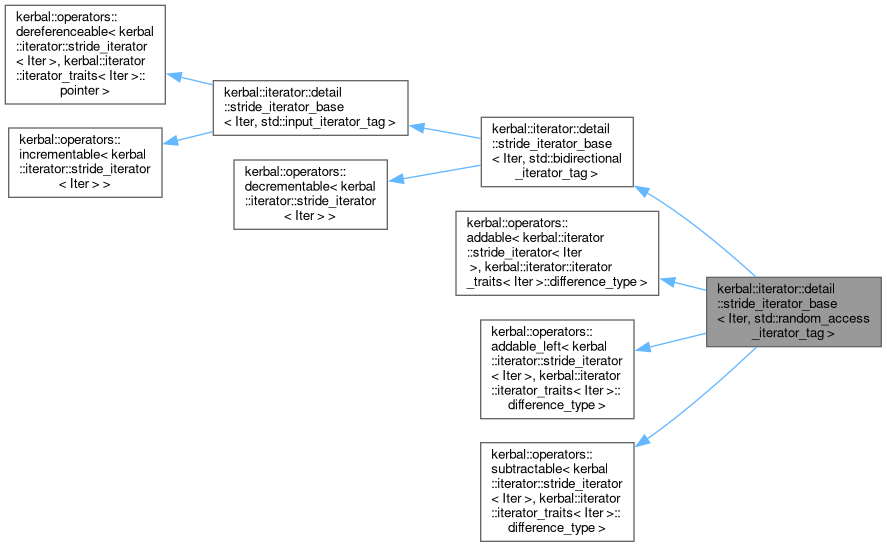 kerbal::operators::
dereferenceable< kerbal
::iterator::stride_iterator
< Iter >, kerbal::iterator
::iterator_traits< Iter >::
pointer >
kerbal::operators::
incrementable< kerbal
::iterator::stride_iterator
< Iter > >
kerbal::iterator::detail
::stride_iterator_base
< Iter, std::input_iterator_tag >
kerbal::operators::
decrementable< kerbal
::iterator::stride_iterator
< Iter > >
kerbal::iterator::detail
::stride_iterator_base
< Iter, std::bidirectional
_iterator_tag >
kerbal::operators::
addable< kerbal::iterator
::stride_iterator< Iter
>, kerbal::iterator::iterator
_traits< Iter >::difference_type >
kerbal::operators::
addable_left< kerbal
::iterator::stride_iterator
< Iter >, kerbal::iterator
::iterator_traits< Iter >::
difference_type >
kerbal::operators::
subtractable< kerbal
::iterator::stride_iterator
< Iter >, kerbal::iterator
::iterator_traits< Iter >::
difference_type >
kerbal::iterator::detail
::stride_iterator_base
< Iter, std::random_access
_iterator_tag >